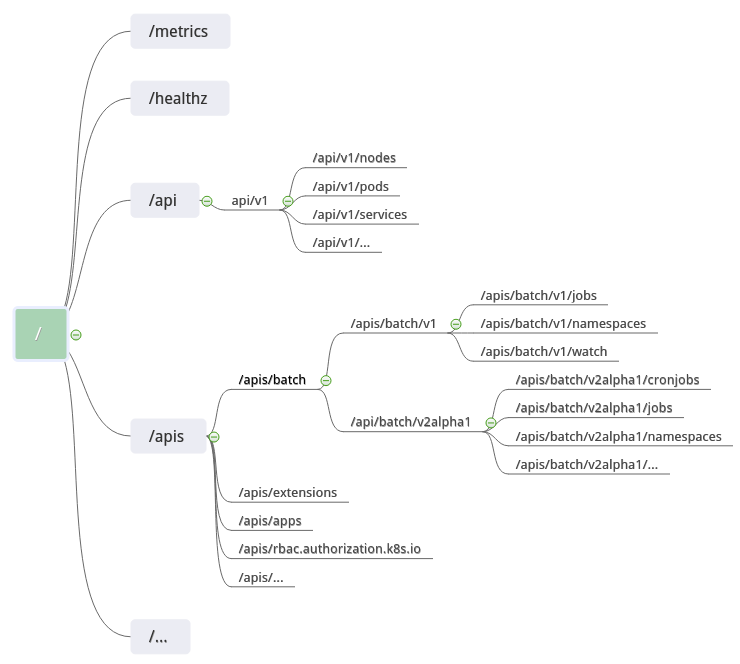 /metrics
/healthz
/api
api/v1
/api/v1/nodes
/api/v1/pods
/api/v1/services
/api/v1/...
/
/apis
/apis/batch
/apis/batch/v1
/apis/batch/v1/jobs
/apis/batch/v1/namespaces
/apis/batch/v1/watch
/api/batch/v2alpha1
/apis/batch/v2alpha1/cronjobs
/apis/batch/v2alpha1/jobs
/apis/batch/v2alpha1/namespaces
/apis/batch/v2alpha1/...
/apis/extensions
/apis/apps
/apis/rbac.authorization.k8s.io
/apis/...
/...